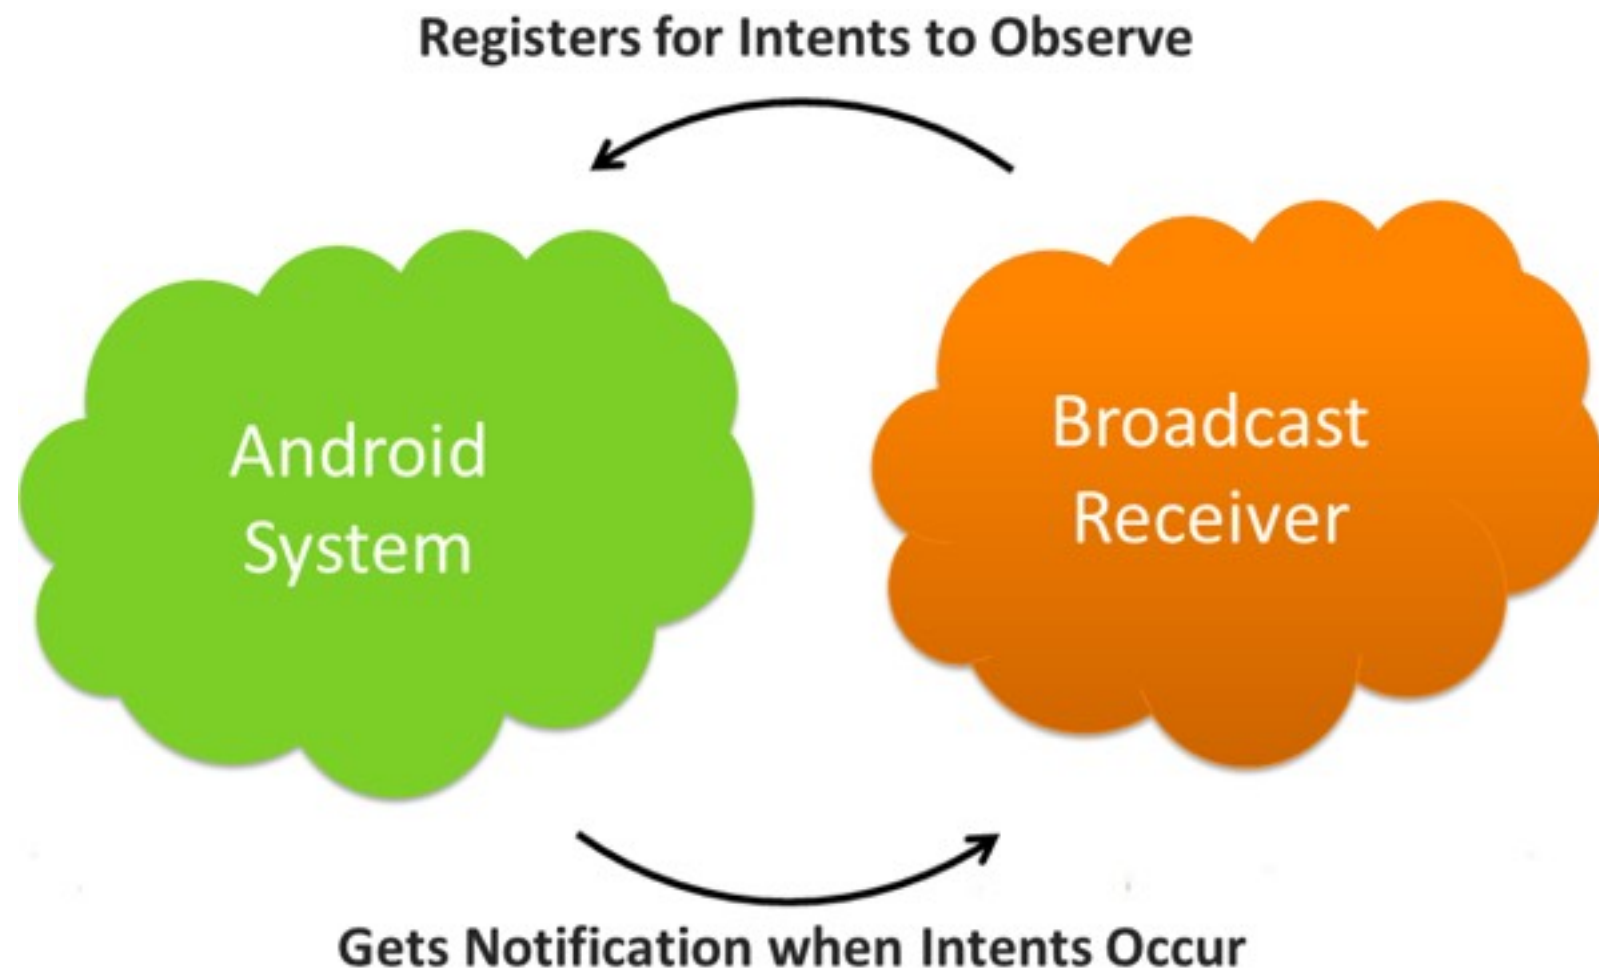 Registers for Intents to Observe
Android
System
Broadcast
Receiver
Gets Notification when Intents Occur